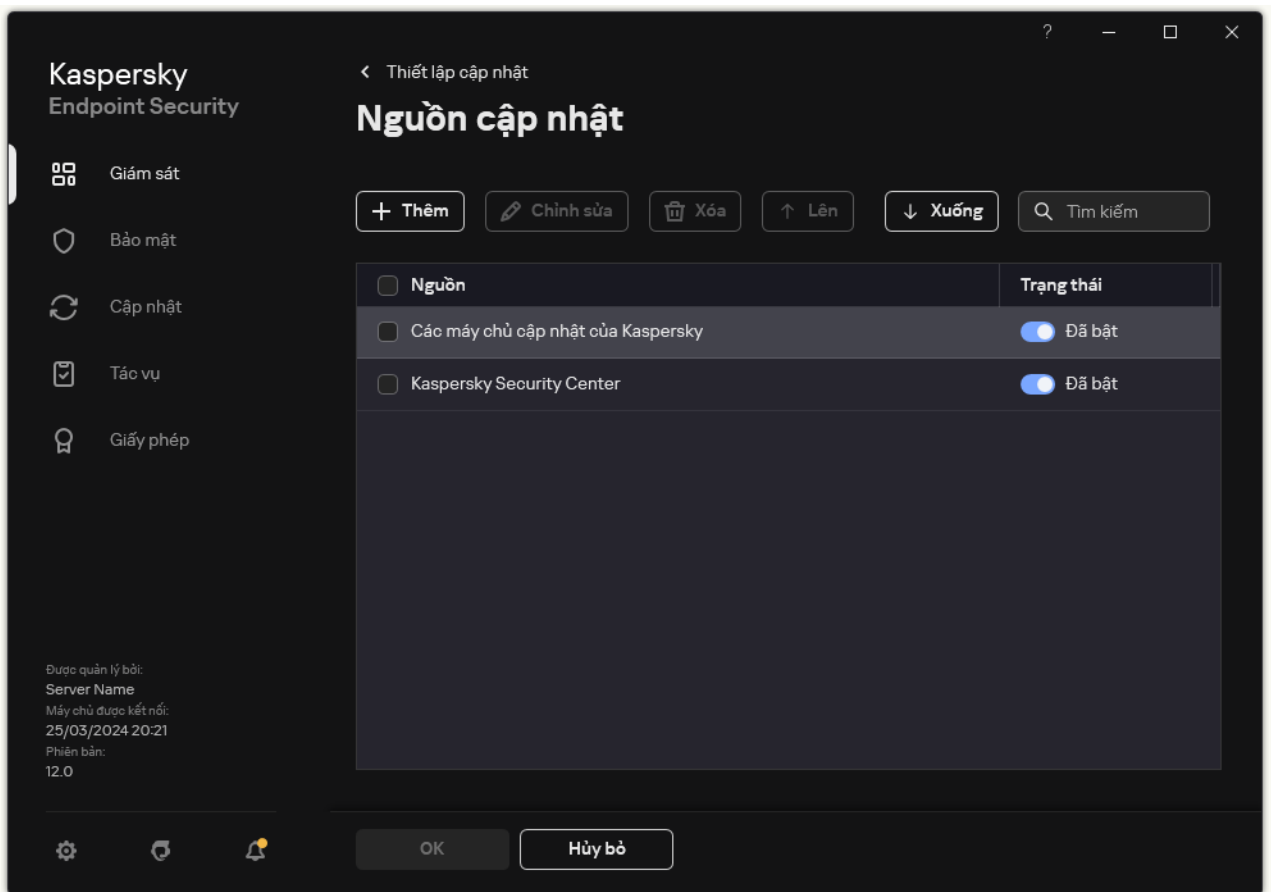 ?
Kaspersky
Endpoint Security
Thiết lập cập nhật
Nguồn cập nhật
Giám sát
Bảo mật
Cập nhật
Tác vụ
Giấy phép
Thêm
Chỉnh sửa
Xóa
Lên
Xuống
Tìm kiếm
Nguồn
Trạng thái
Các máy chủ cập nhật của Kaspersky
Đã bật
Kaspersky Security Center
Đã bật
Được quản lý bởi:
Server Name
Máy chủ được kết nối:
25/03/2024 20:21
Phiên bản:
12.0
OK
Hủy bỏ